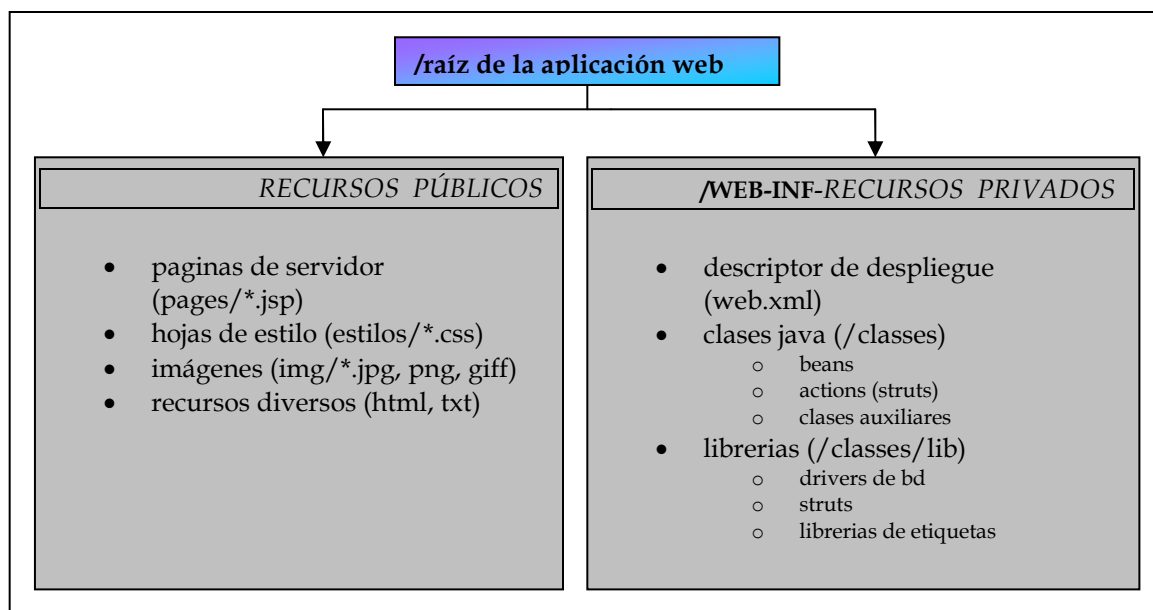 /raíz de la aplicación web
RECURSOS PÚBLICOS
• paginas de servidor
(pages/*.jsp)
• hojas de estilo (estilos/*.css)
• imágenes (img/*.jpg, png, giff)
• recursos diversos (html, txt)
/WEB-INF-RECURSOS PRIVADOS
• descriptor de despliegue
(web.xml)
• clases java (/classes)
o beans
o actions (struts)
o clases auxiliares
• librerias (/classes/lib)
o drivers de bd
o struts
o librerias de etiquetas